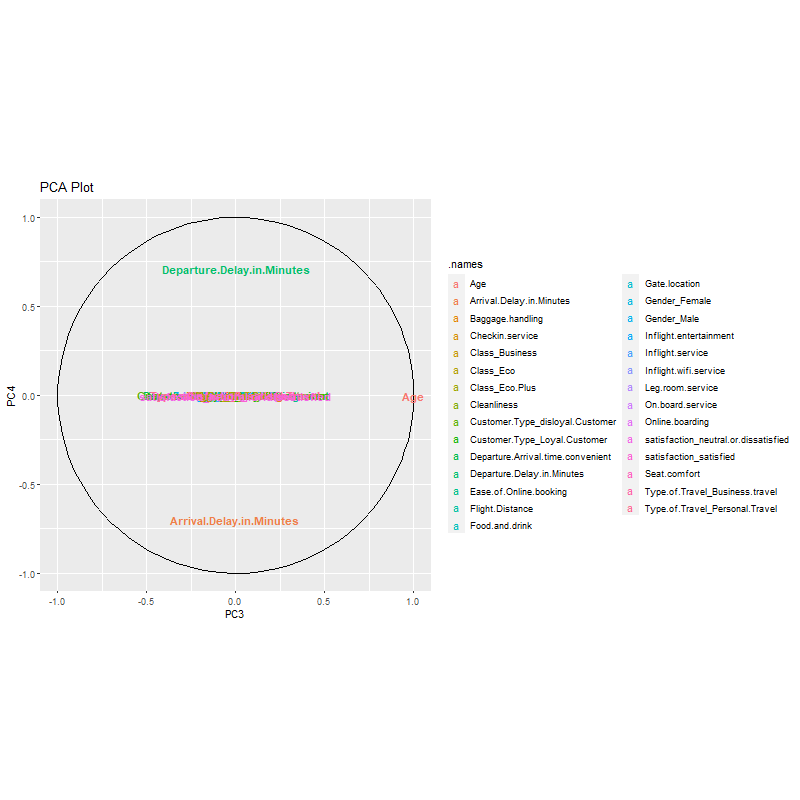 PCA Plot
1.0
0.5
0.0
-0.5
-1.0
PC4
-1.0
-0.5
0.0
0.5
1.0
PC3
Departure.Delay.in.Minutes
Age
Arrival.Delay.in.Minutes
.names
a Age
a Arrival.Delay.in.Minutes
a Baggage.handling
a Checkin.service
a Class_Business
a Class_Eco
a Class_Eco.Plus
a Cleanliness
a Customer.Type_disloyal.Customer
a Customer.Type_Loyal.Customer
a Departure.Arrival.time.convenient
a Departure.Delay.in.Minutes
a Ease.of.Online.booking
a Flight.Distance
a Food.and.drink
a Gate.location
a Gender_Female
a Gender_Male
a Inflight.entertainment
a Inflight.service
a Inflight.wifi.service
a Leg.room.service
a On.board.service
a Online.boarding
a satisfaction_neutral.or.dissatisfied
a satisfaction_satisfied
a Seat.comfort
a Type.of.Travel_Business.travel
a Type.of.Travel_Personal.Travel